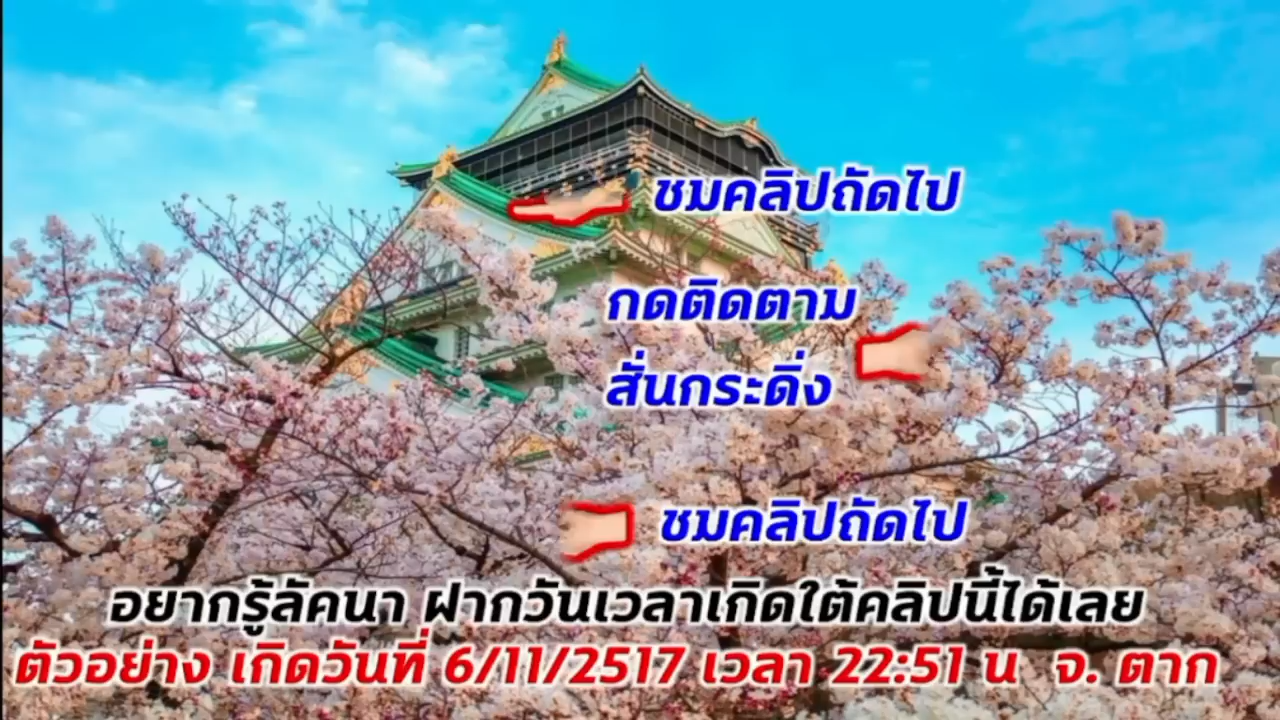 ชมคลิปถัดไป
กดติดตาม
สั่นกระดิ่ง
ชมคลิปถัดไป
อยากรู้ลัคนา ฝากวันเวลาเกิดใต้คลิปนี้ได้เลย
ตัวอย่าง เกิดวันที่ 6/11/2517 เวลา 22:51 น จ. ตาก